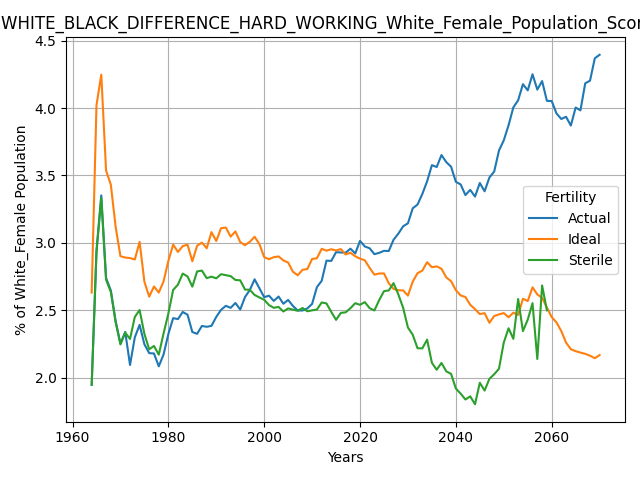 WHITE_BLACK_DIFFERENCE_HARD_WORKING_White_Female_Population_Scor
4.5
4.0
3.5
3.0
2.5
2.0
% of White_Female Population
Fertility
Actual
Ideal
Sterile
1960
1980
2000
2020
2040
2060
Years